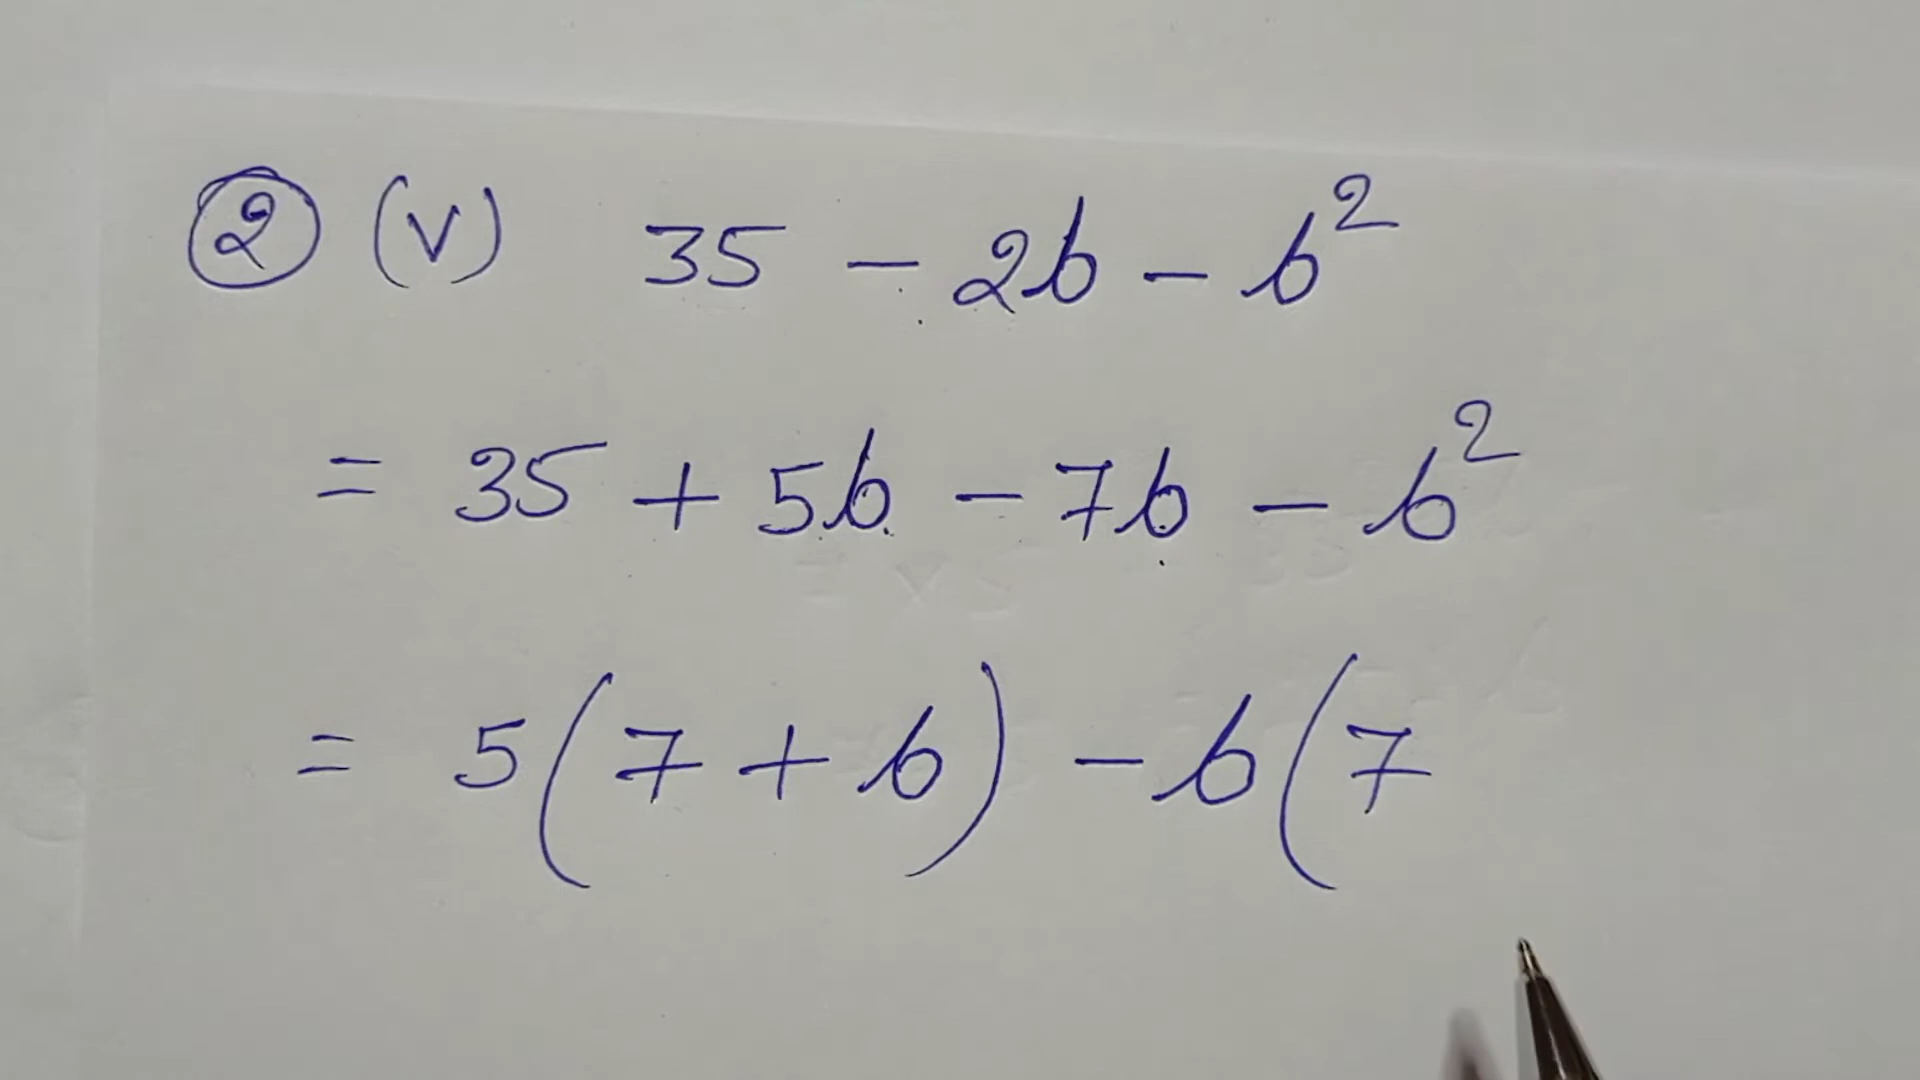 ② (v) 35 - 2b - b²
= 35 + 5b - 7b - b²
= 5(7 + b) - b(7